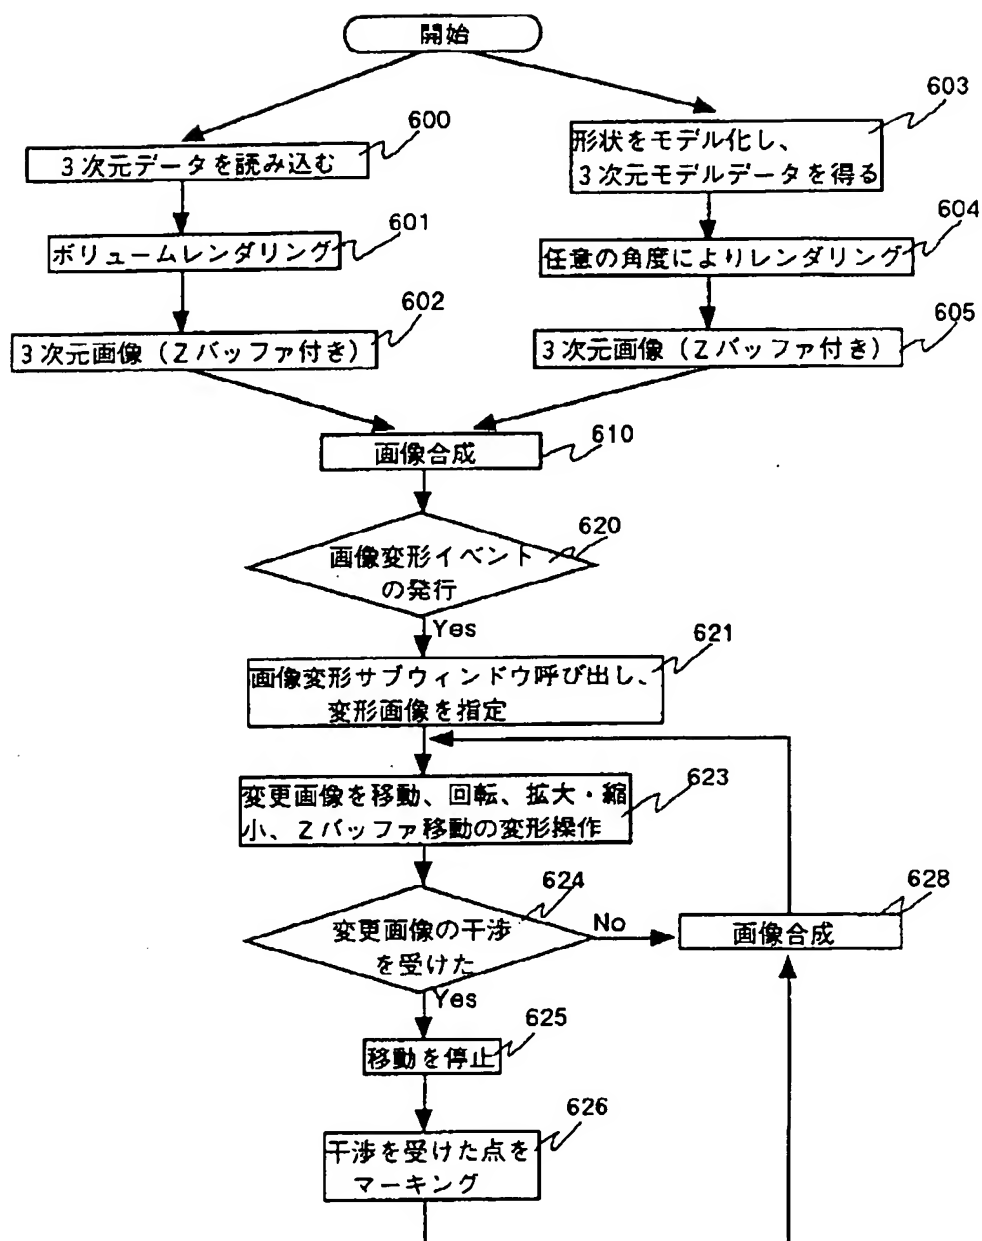 開始
600
3次元データを読み込む
601
ボリュームレンダリング
602
3次元画像（Zバッファ付き）
603
形状をモデル化し、
3次元モデルデータを得る
604
任意の角度によりレンダリング
605
3次元画像（Zバッファ付き）
610
画像合成
620
画像変形イベント
の発行
Yes
621
画像変形サブウィンドウ呼び出し、
変形画像を指定
623
変更画像を移動、回転、拡大・縮
小、Zバッファ移動の変形操作
624
変更画像の干渉
を受けた
No
628
画像合成
Yes
625
移動を停止
626
干渉を受けた点を
マーキング